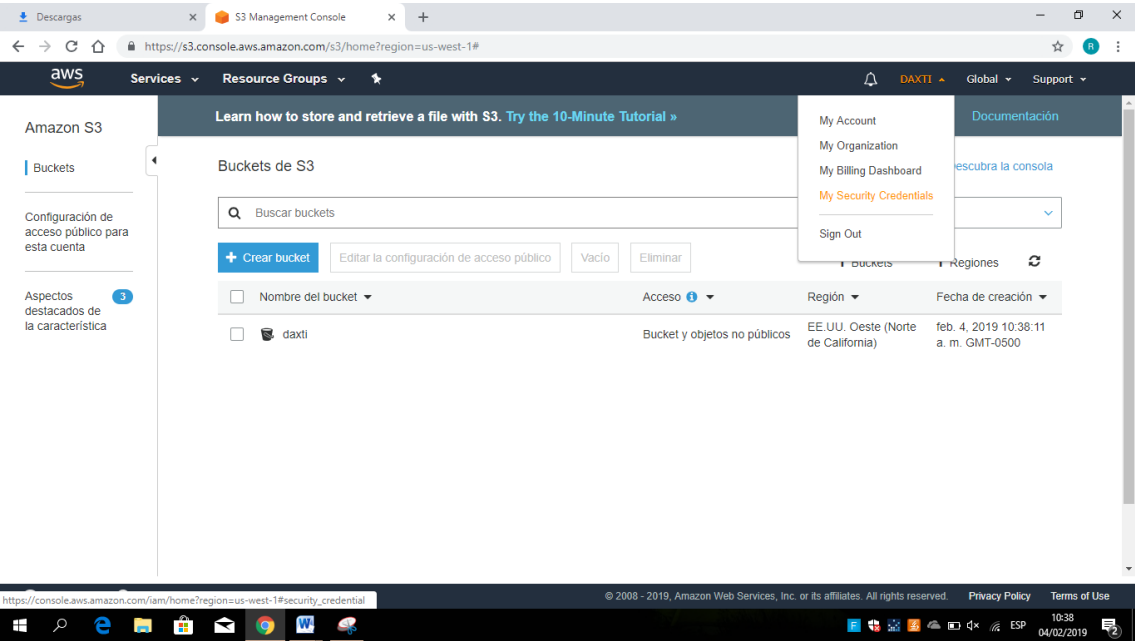 Descargas
S3 Management Console
https://s3.console.aws.amazon.com/s3/home?region=us-west-1#
R
aws
Services
Resource Groups
DAXTI
Global
Support
Amazon S3
Buckets
Configuración de
acceso público para
esta cuenta
Aspectos
destacados de
la característica
3
Learn how to store and retrieve a file with S3. Try the 10-Minute Tutorial »
Documentación
My Account
My Organization
My Billing Dashboard
My Security Credentials
Sign Out
Buckets de S3
escubra la consola
Buscar buckets
Crear bucket
Editar la configuración de acceso público
Vacío
Eliminar
Buckets
Regiones
Nombre del bucket
Acceso
Región
Fecha de creación
daxti
Bucket y objetos no públicos
EE.UU. Oeste (Norte
de California)
feb. 4, 2019 10:38:11
a. m. GMT-0500
https://console.aws.amazon.com/iam/home?region=us-west-1#security_credential
© 2008 - 2019, Amazon Web Services, Inc. or its affiliates. All rights reserved.
Privacy Policy
Terms of Use
ESP
10:38
04/02/2019
2